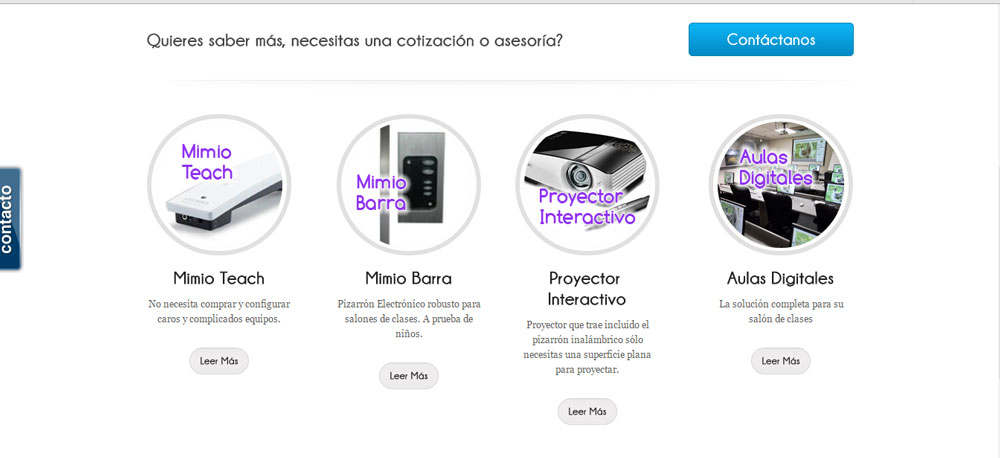 Quieres saber más, necesitas una cotización o asesoría?
Contáctanos
contacto
Mimio
Teach
Mimio Teach
No necesita comprar y configurar
caros y complicados equipos.
Leer Más
Mimio
Barra
Mimio Barra
Pizarrón Electrónico robusto para
salones de clases. A prueba de
niños.
Leer Más
Proyector
Interactivo
Proyector
Interactivo
Proyector que trae incluido el
pizarrón inalámbrico sólo
necesitas una superficie plana
para proyectar.
Leer Más
Aulas
Digitales
Aulas Digitales
La solución completa para su
salón de clases
Leer Más